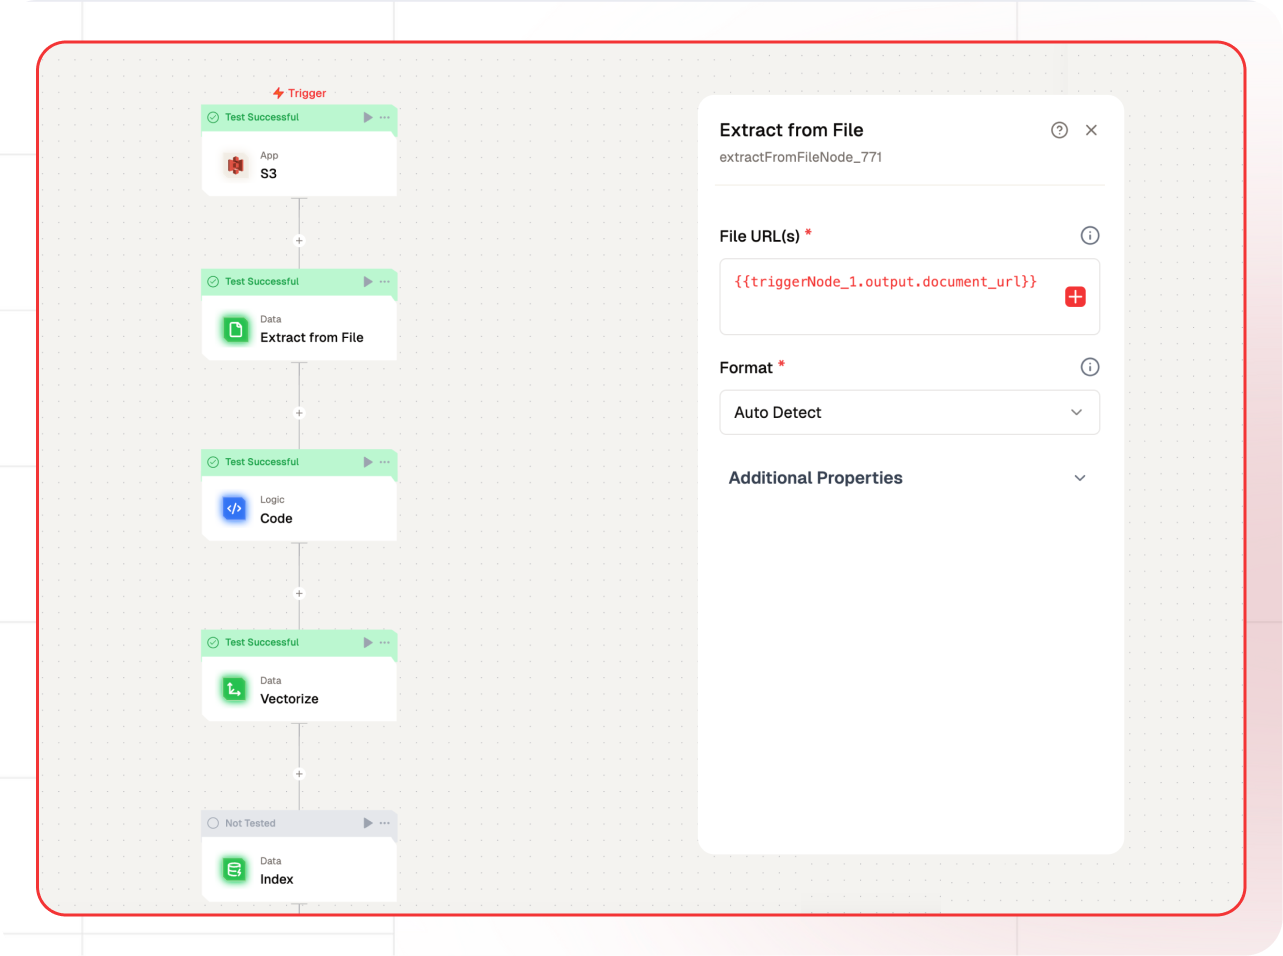 Trigger
Test Successful
App
S3
Test Successful
Data
Extract from File
Test Successful
Logic
Code
Test Successful
Data
Vectorize
Not Tested
Data
Index
Extract from File
extractFromFileNode_771
File URL(s) *
{{triggerNode_1.output.document_url}}
Format *
Auto Detect
Additional Properties